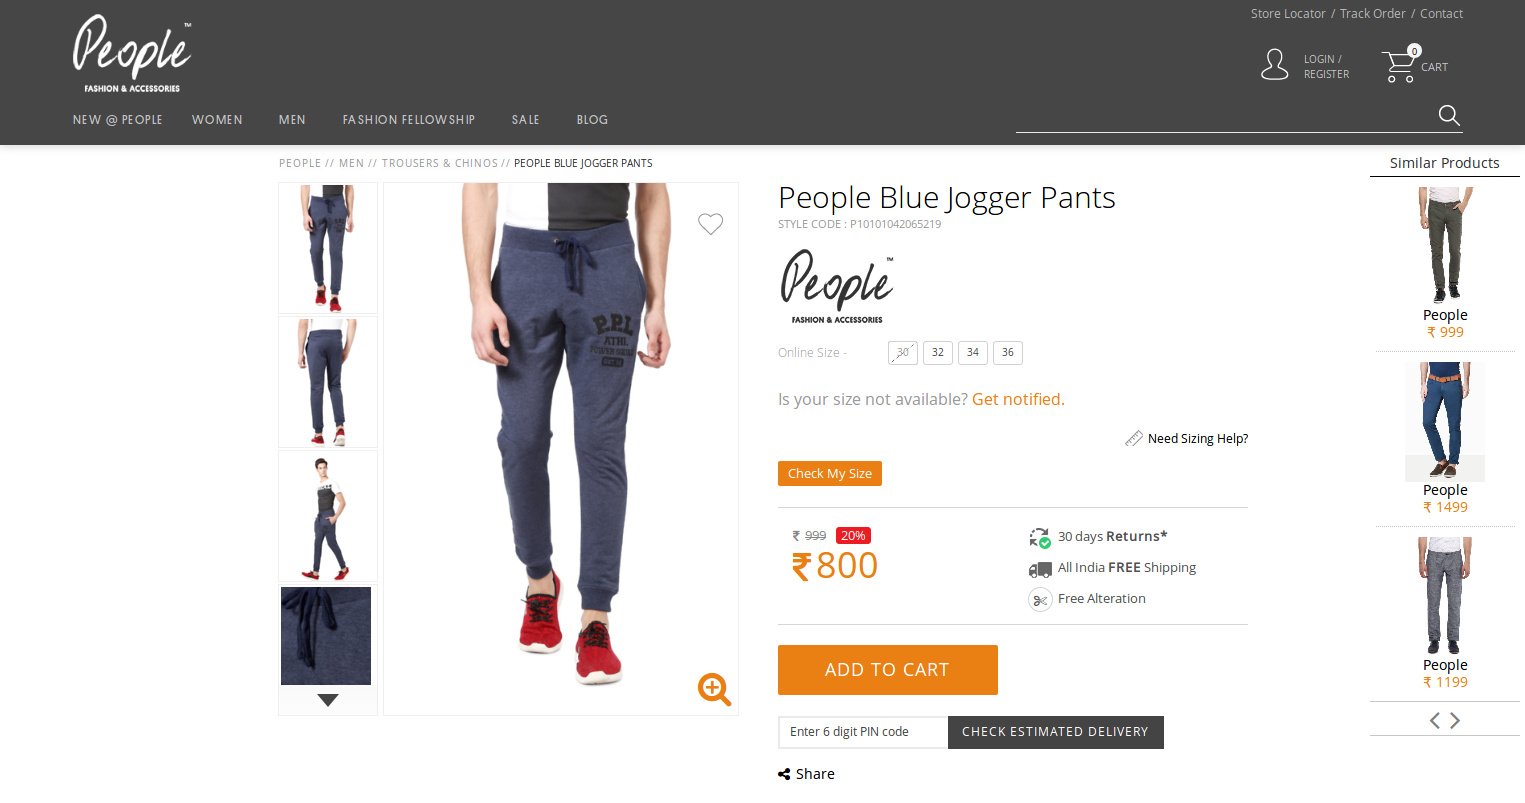 Store Locator / Track Order / Contact
People™
FASHION & ACCESSORIES
LOGIN /
REGISTER
0
CART
NEW @ PEOPLE WOMEN MEN FASHION FELLOWSHIP SALE BLOG
PEOPLE // MEN // TROUSERS & CHINOS // PEOPLE BLUE JOGGER PANTS
P.P.L
ATHL
EST
People Blue Jogger Pants
STYLE CODE : P10101042065219
People™
FASHION & ACCESSORIES
Online Size - 30 32 34 36
Is your size not available? Get notified.
Need Sizing Help?
Check My Size
₹ 999 20%
₹ 800
30 days Returns*
All India FREE Shipping
Free Alteration
ADD TO CART
Enter 6 digit PIN code CHECK ESTIMATED DELIVERY
Share
Similar Products
People
₹ 999
People
₹ 1499
People
₹ 1199